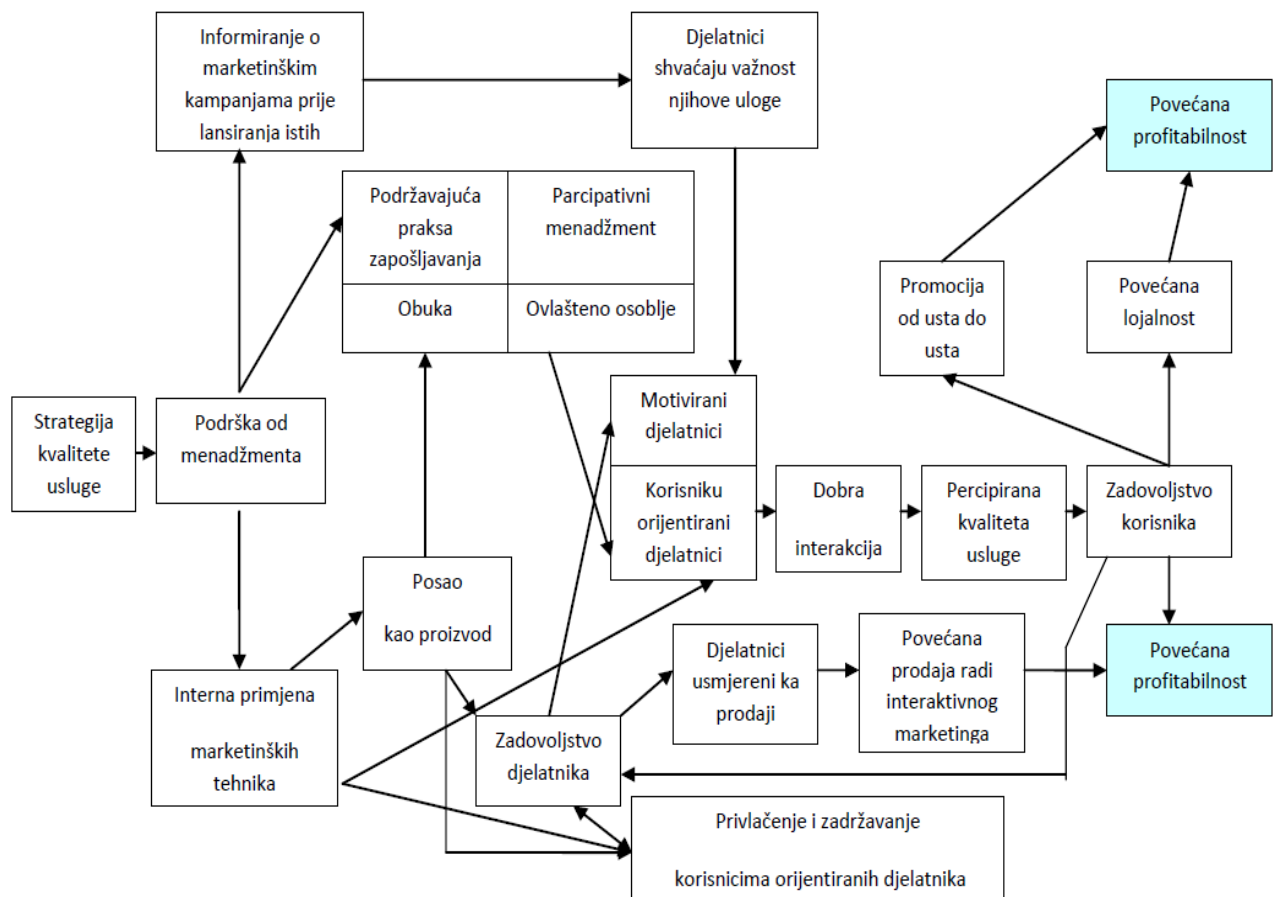 Informiranje o
marketinškim
kampanjama prije
lansiranja istih
Djelatnici
shvaćaju važnost
njihove uloge
Povećana
profitabilnost
Podržavajuća
praksa
zapošljavanja
Parcipativni
menadžment
Obuka
Ovlašteno osoblje
Promocija
od usta do
usta
Povećana
lojalnost
Strategija
kvalitete
usluge
Podrška od
menadžmenta
Motivirani
djelatnici
Korisniku
orijentirani
djelatnici
Dobra
interakcija
Percipirana
kvaliteta
usluge
Zadovoljstvo
korisnika
Posao
kao proizvod
Interna primjena
marketinških
tehnika
Zadovoljstvo
djelatnika
Djelatnici
usmjereni ka
prodaji
Povećana
prodaja radi
interaktivnog
marketinga
Povećana
profitabilnost
Privlačenje i zadržavanje
korisnicima orijentiranih djelatnika